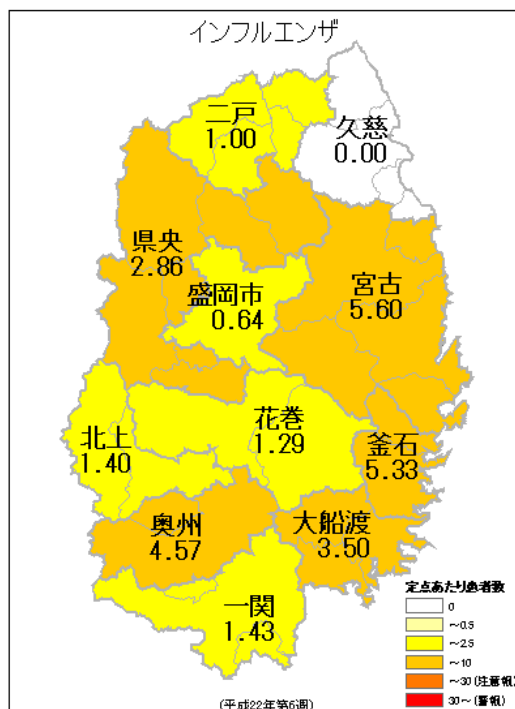 インフルエンザ
二戸
1.00
久慈
0.00
県央
2.86
盛岡市
0.64
宮古
5.60
花巻
1.29
北上
1.40
釜石
5.33
奥州
4.57
大船渡
3.50
一関
1.43
定点あたり患者数
0
～0.5
～2.5
～10
～30(注意報)
30～(警報)
(平成22年第6週)